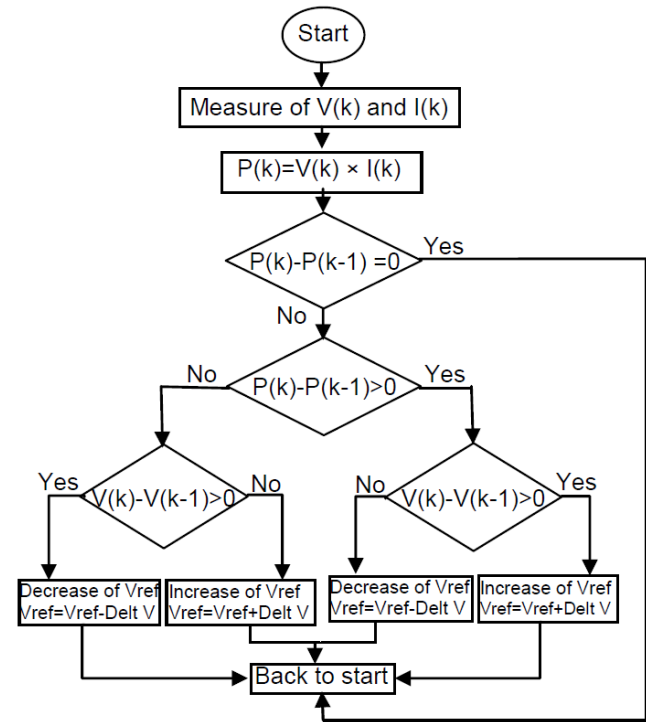 Start
Measure of V(k) and I(k)
P(k)=V(k) × I(k)
P(k)-P(k-1) =0
Yes
No
P(k)-P(k-1)>0
No
Yes
V(k)-V(k-1)>0
Yes
No
V(k)-V(k-1)>0
No
Yes
Decrease of Vref
Vref=Vref-Delt V
Increase of Vref
Vref=Vref+Delt V
Decrease of Vref
Vref=Vref-Delt V
Increase of Vref
Vref=Vref+Delt V
Back to start